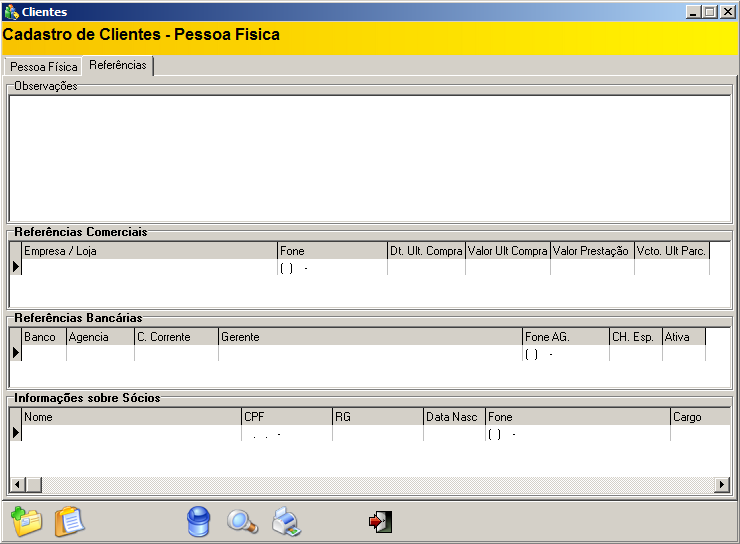 Clientes
Cadastro de Clientes - Pessoa Fisica
Pessoa Física Referências
Observações
Referências Comerciais
Empresa / Loja Fone Dt. Ult. Compra Valor Ult Compra Valor Prestação Vcto. Ult Parc.
( ) -
Referências Bancárias
Banco Agencia C. Corrente Gerente Fone AG. CH. Esp. Ativa
( ) -
Informações sobre Sócios
Nome CPF RG Data Nasc Fone Cargo
. . - ( ) -